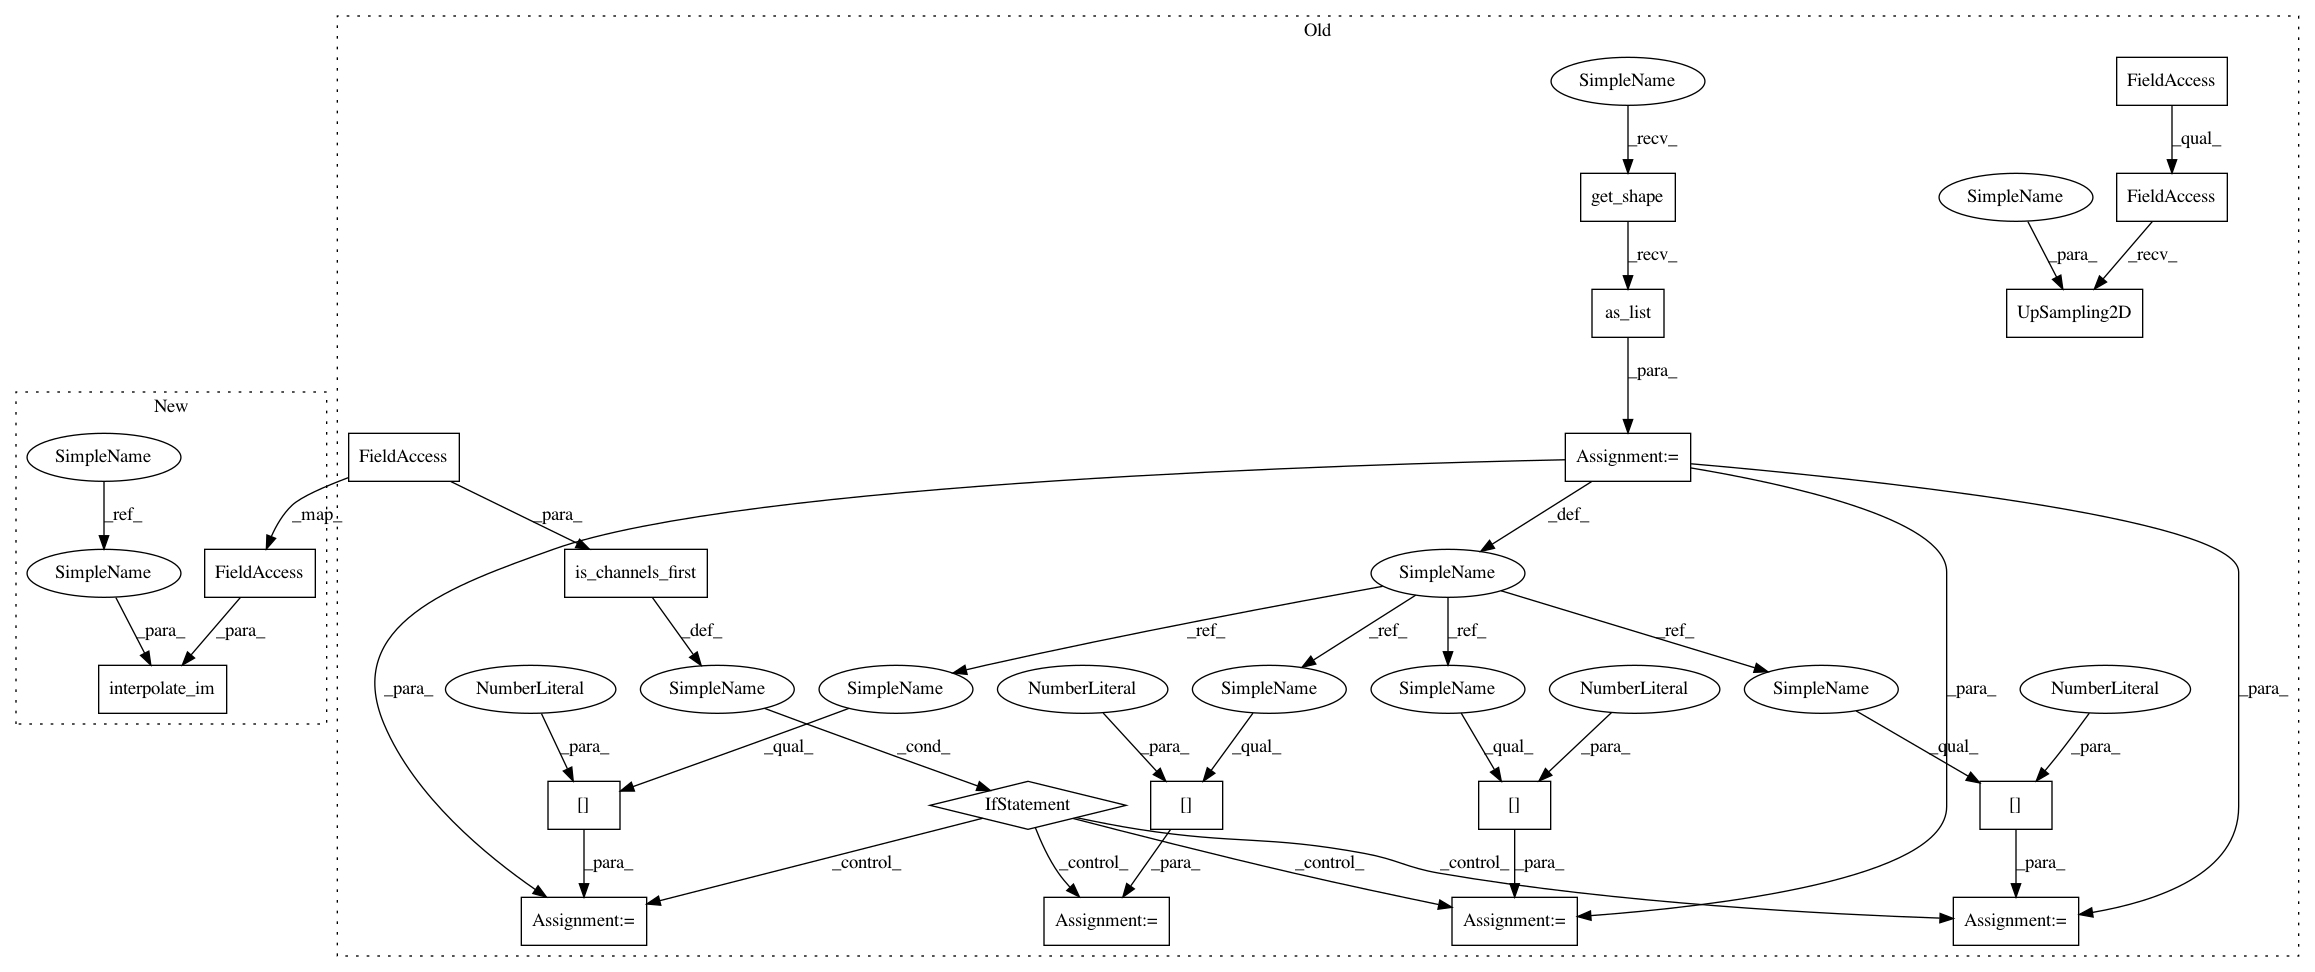 Old
SimpleName
FieldAccess
_recv_
_qual_
get_shape
SimpleName
FieldAccess
_recv_
_para_
_recv_
as_list
UpSampling2D
_para_
New
SimpleName
FieldAccess
Assignment:=
_ref_
_map_
_para_
_def_
SimpleName
FieldAccess
is_channels_first
SimpleName
_para_
_para_
_def_
_ref_
_ref_
_ref_
_ref_
interpolate_im
_para_
NumberLiteral
SimpleName
SimpleName
NumberLiteral
SimpleName
SimpleName
NumberLiteral
SimpleName
_para_
NumberLiteral
_para_
_para_
_qual_
_cond_
_para_
_qual_
_qual_
_para_
_qual_
_para_
[]
IfStatement
[]
[]
[]
_para_
_control_
_control_
_para_
_control_
_para_
_control_
_para_
Assignment:=
Assignment:=
Assignment:=
Assignment:=